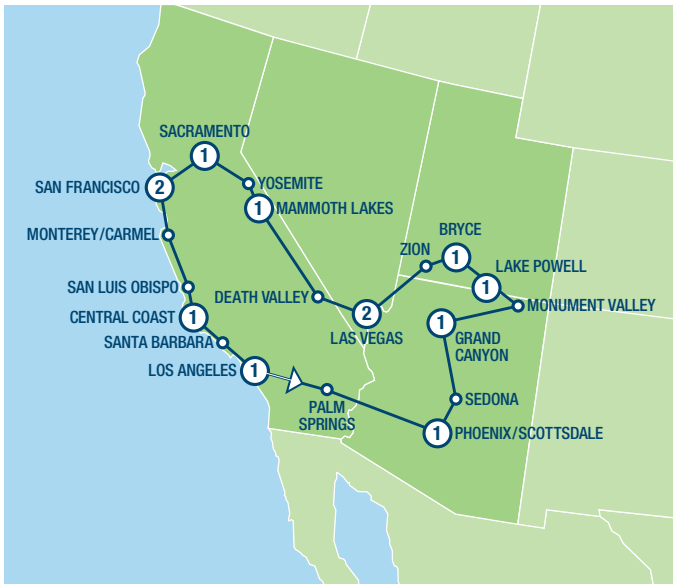 SACRAMENTO
1
SAN FRANCISCO 2
YOSEMITE
1 MAMMOTH LAKES
MONTEREY/CARMEL
BRYCE
ZION
1
LAKE POWELL
1
SAN LUIS OBISPO
DEATH VALLEY
MONUMENT VALLEY
CENTRAL COAST 1
2
LAS VEGAS
1
GRAND
CANYON
SANTA BARBARA
LOS ANGELES 1
PALM
SPRINGS
SEDONA
1 PHOENIX/SCOTTSDALE